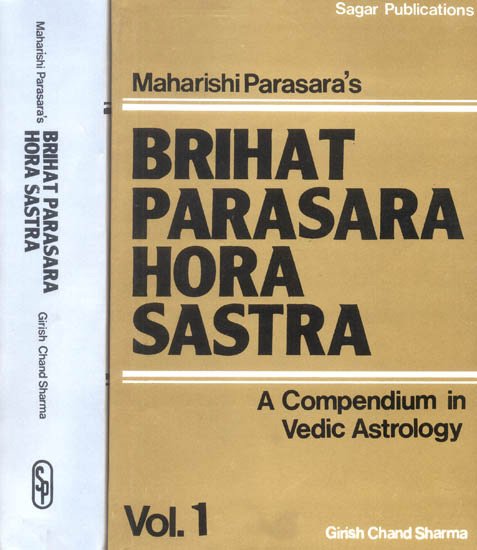 Maharishi Parasara's
BRIHAT PARASARA
HORA SASTRA
Girish Chand Sharma
SP
Sagar Publications
Maharishi Parasara's
BRIHAT
PARASARA
HORA
SASTRA
A Compendium in
Vedic Astrology
Vol. 1
Girish Chand Sharma